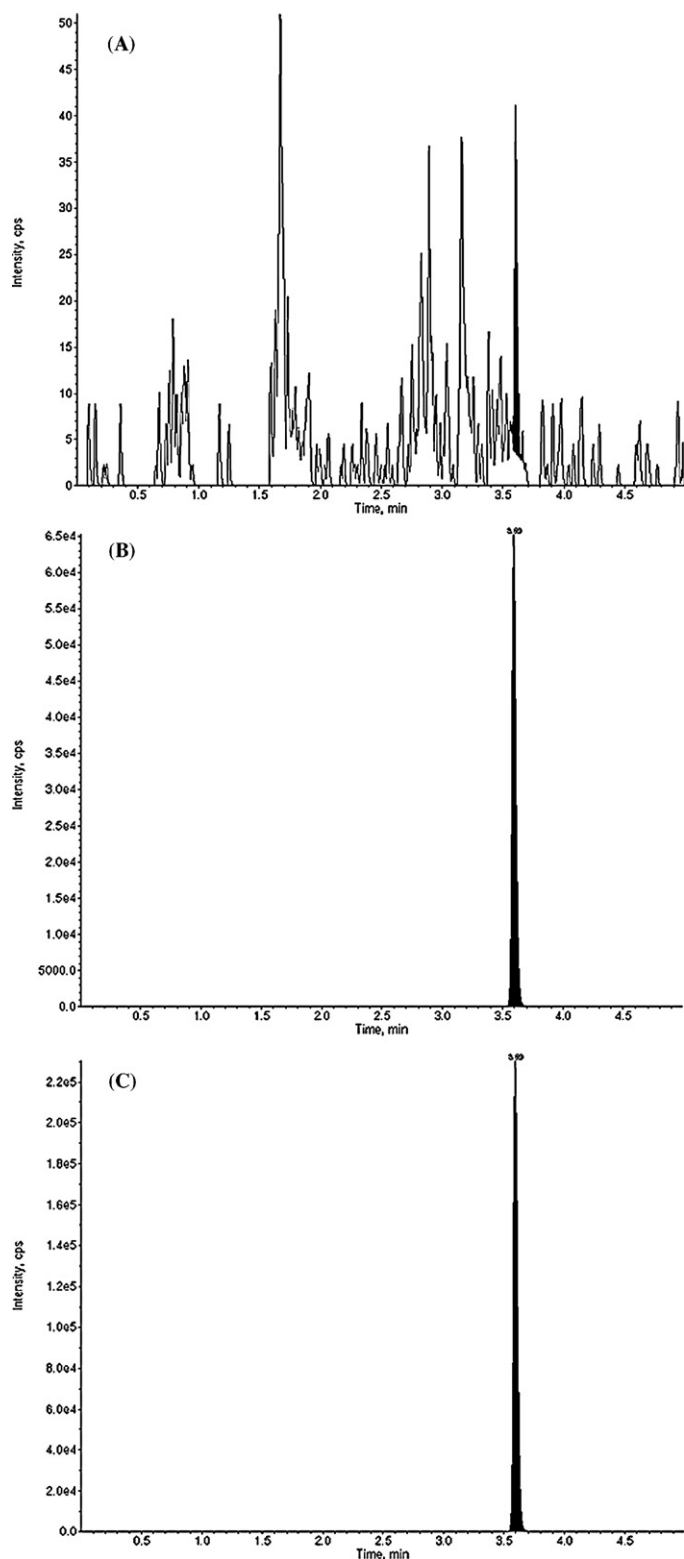 (A)
Intensity, cps
50
45
40
35
30
25
20
15
10
5
0
0.5 1.0 1.5 2.0 2.5 3.0 3.5 4.0 4.5
Time, min
(B)
Intensity, cps
6.5e4
6.0e4
5.5e4
5.0e4
4.5e4
4.0e4
3.5e4
3.0e4
2.5e4
2.0e4
1.5e4
1.0e4
5000.0
0.0
0.5 1.0 1.5 2.0 2.5 3.0 3.5 4.0 4.5
Time, min
(C)
Intensity, cps
2.2e5
2.0e5
1.8e5
1.6e5
1.4e5
1.2e5
1.0e5
8.0e4
6.0e4
4.0e4
2.0e4
0.0
0.5 1.0 1.5 2.0 2.5 3.0 3.5 4.0 4.5
Time, min